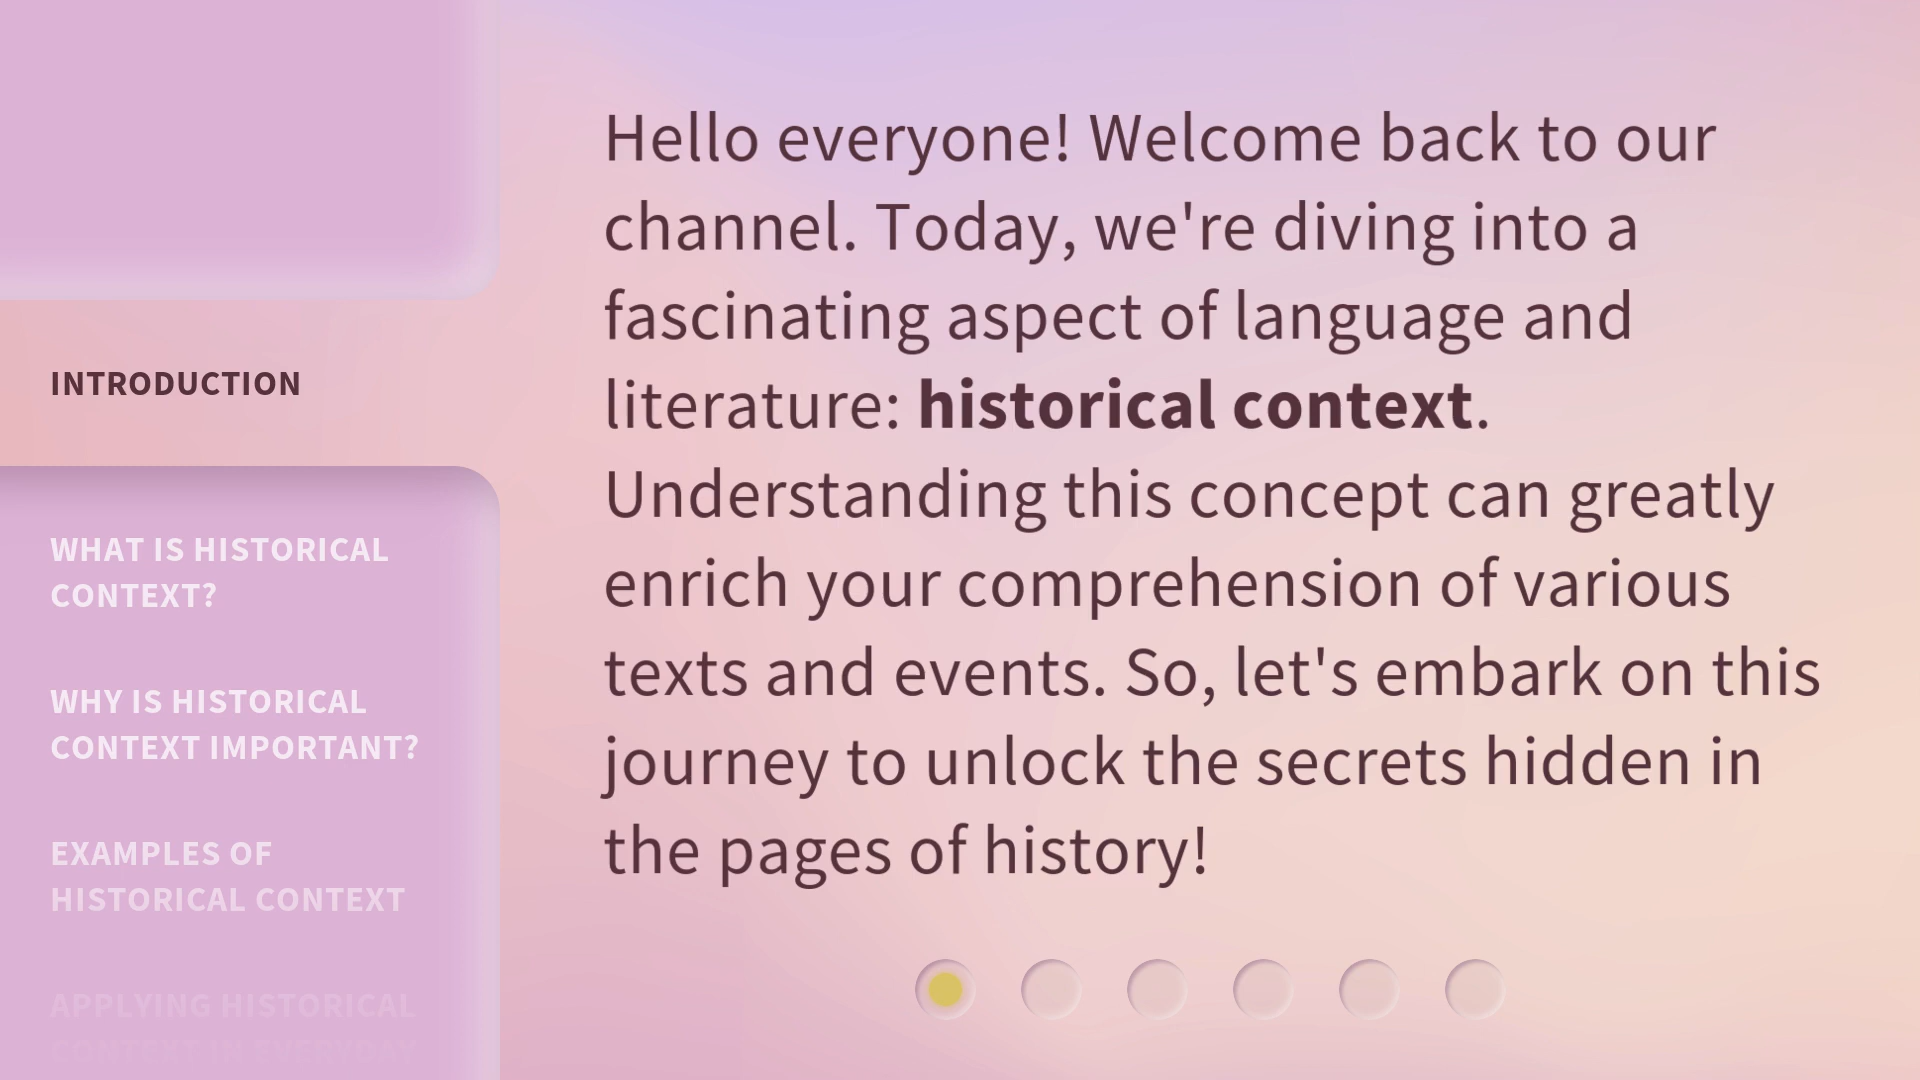 INTRODUCTION
WHAT IS HISTORICAL
CONTEXT?
WHY IS HISTORICAL
CONTEXT IMPORTANT?
EXAMPLES OF
HISTORICAL CONTEXT
APPLYING HISTORICAL
CONTEXT IN EVERYDAY
Hello everyone! Welcome back to our
channel. Today, we're diving into a
fascinating aspect of language and
literature: historical context.
Understanding this concept can greatly
enrich your comprehension of various
texts and events. So, let's embark on this
journey to unlock the secrets hidden in
the pages of history!